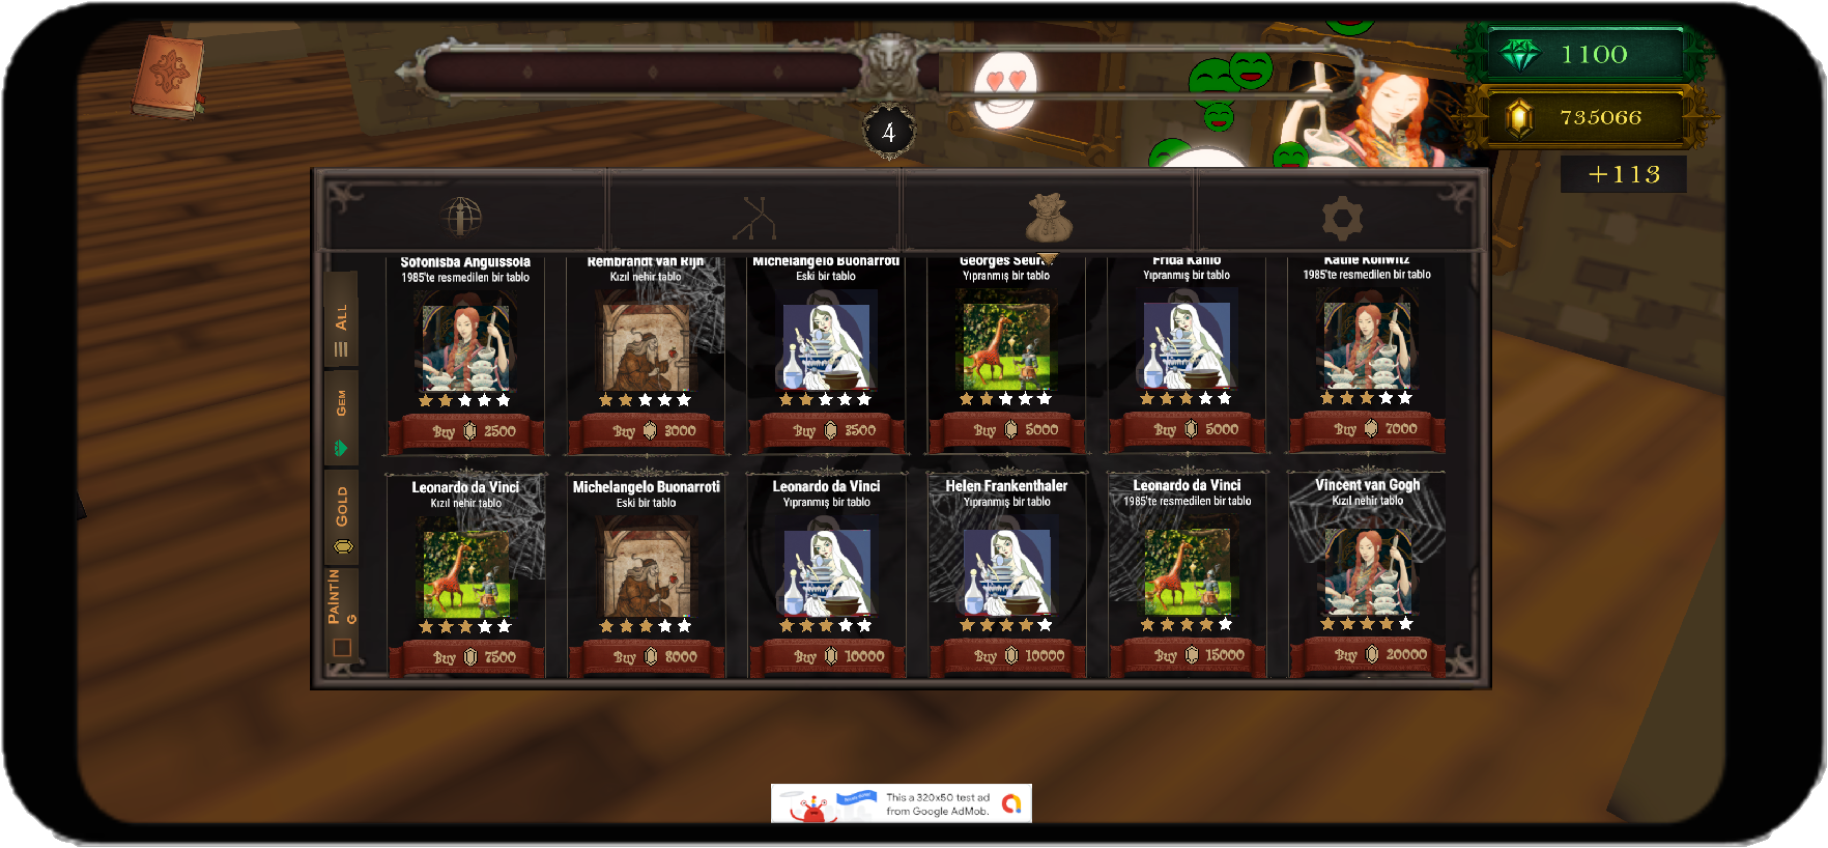 1100
735066
+113
4
ALL
GEM
GOLD
PAİNTİN
G
Sofonisba Anguissola
1985'te resmedilen bir tablo
Buy 2500
Rembrandt van Rijn
Kızıl nehir tablo
Buy 3000
Michelangelo Buonarroti
Eski bir tablo
Buy 3500
Georges Seurat
Yıpranmış bir tablo
Buy 5000
Frida Kahlo
Yıpranmış bir tablo
Buy 5000
Käthe Kollwitz
1985'te resmedilen bir tablo
Buy 7000
Leonardo da Vinci
Kızıl nehir tablo
Buy 7500
Michelangelo Buonarroti
Eski bir tablo
Buy 8000
Leonardo da Vinci
Yıpranmış bir tablo
Buy 10000
Helen Frankenthaler
Yıpranmış bir tablo
Buy 10000
Leonardo da Vinci
1985'te resmedilen bir tablo
Buy 15000
Vincent van Gogh
Kızıl nehir tablo
Buy 20000
This a 320x50 test ad
from Google AdMob.